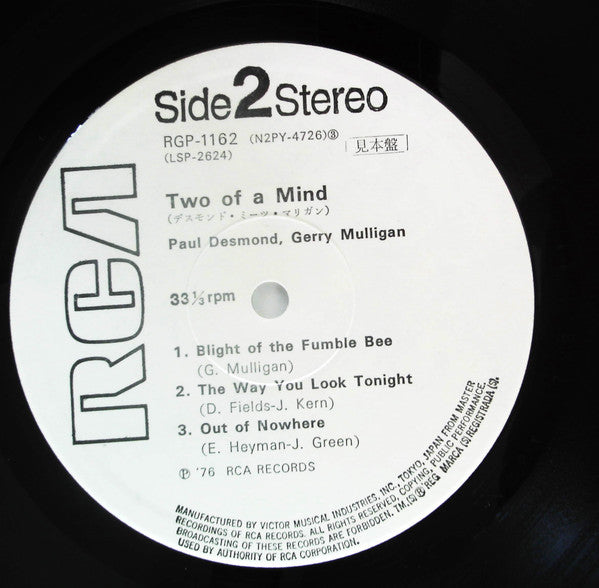 Side 2 Stereo
RGP-1162 (N2PY-4726)Ⓑ
(LSP-2624)
見本盤
RCA
Two of a Mind
(デスモンド・ミーツ・マリガン)
Paul Desmond, Gerry Mulligan
33⅓rpm
1. Blight of the Fumble Bee
(G. Mulligan)
2. The Way You Look Tonight
(D. Fields-J. Kern)
3. Out of Nowhere
(E. Heyman-J. Green)
Ⓟ '76 RCA RECORDS
MANUFACTURED BY VICTOR MUSICAL INDUSTRIES, INC., TOKYO, JAPAN FROM MASTER
RECORDINGS OF RCA RECORDS. ALL RIGHTS RESERVED, COPYING, PUBLIC PERFORMANCE,
BROADCASTING OF THESE RECORDS ARE FORBIDDEN. TM.(S)® REG MARCA (S) REGISTRADA (S).
USED BY AUTHORITY OF RCA CORPORATION.